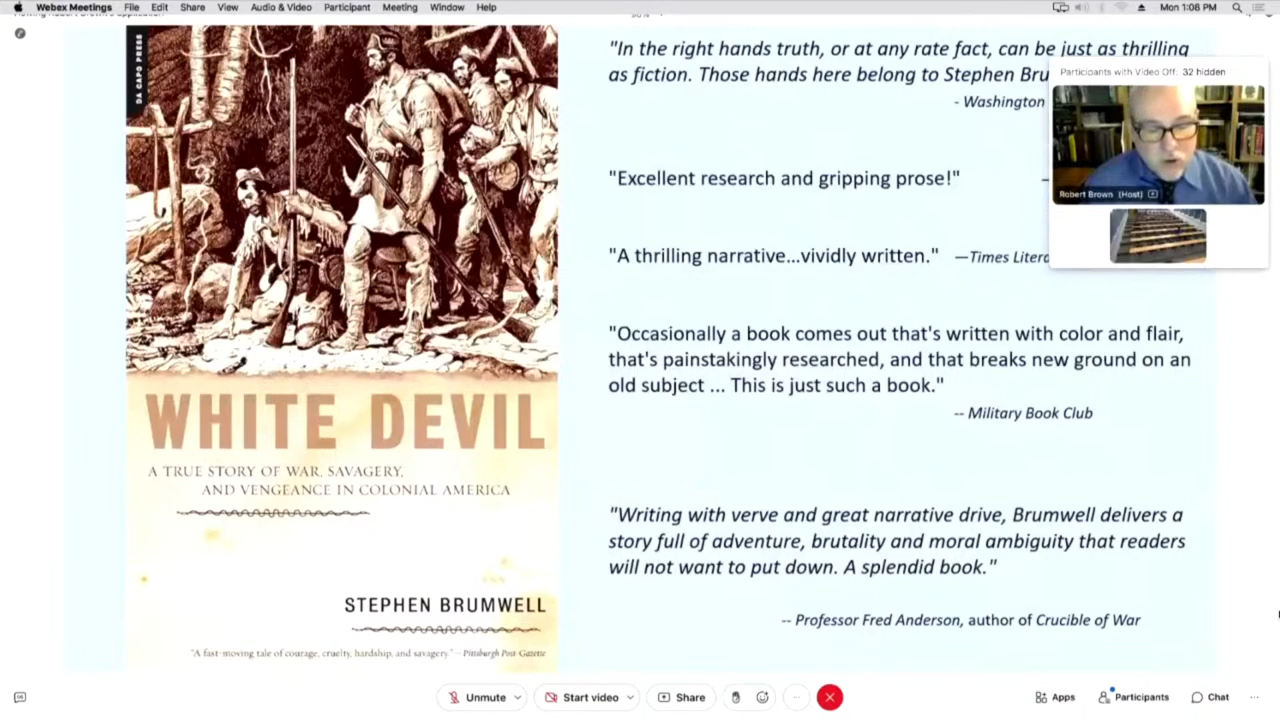 Webex Meetings File Edit Share View Audio & Video Participant Meeting Window Help
Mon 1:08 PM
DA CAPO PRESS
WHITE DEVIL
A TRUE STORY OF WAR, SAVAGERY,
AND VENGEANCE IN COLONIAL AMERICA
STEPHEN BRUMWELL
"A fast-moving tale of courage, cruelty, hardship, and savagery."—Pittsburgh Post-Gazette
"In the right hands truth, or at any rate fact, can be just as thrilling
as fiction. Those hands here belong to Stephen Bru
- Washington
"Excellent research and gripping prose!" —
"A thrilling narrative...vividly written." —Times Litera
"Occasionally a book comes out that's written with color and flair,
that's painstakingly researched, and that breaks new ground on an
old subject ... This is just such a book."
-- Military Book Club
"Writing with verve and great narrative drive, Brumwell delivers a
story full of adventure, brutality and moral ambiguity that readers
will not want to put down. A splendid book."
-- Professor Fred Anderson, author of Crucible of War
Participants with Video Off: 32 hidden
Robert Brown (Host)
Unmute
Start video
Share
Apps
Participants
Chat